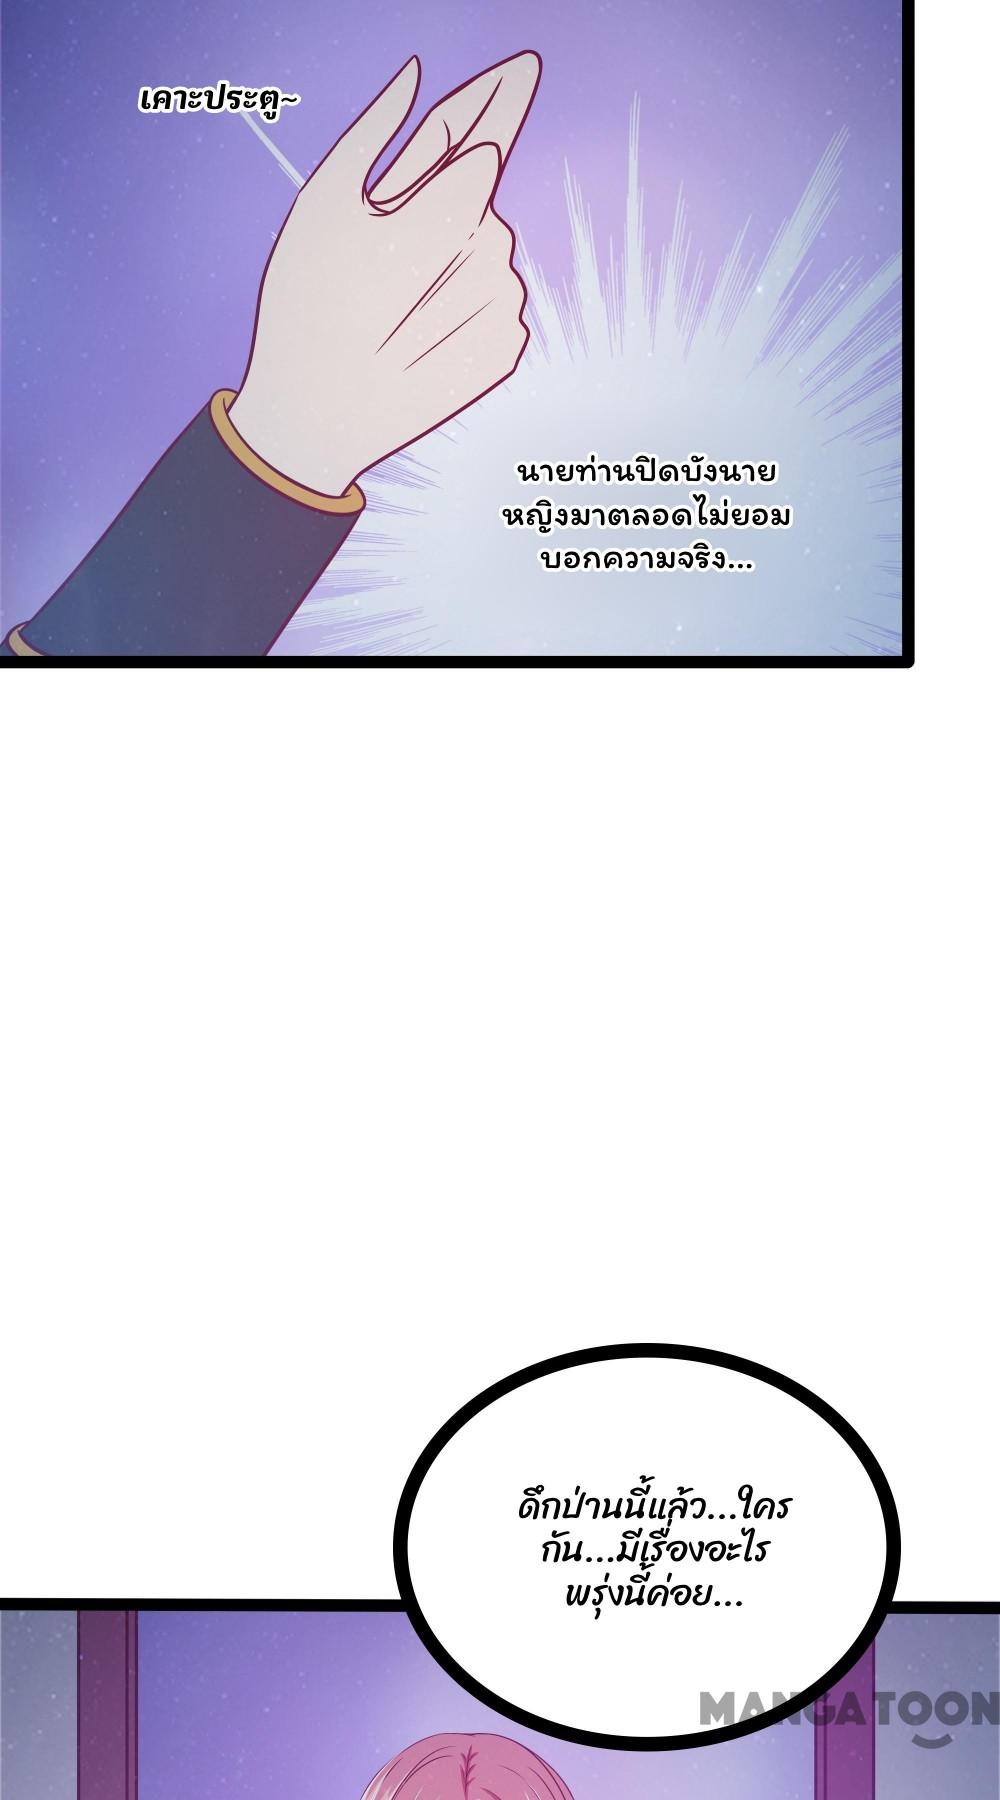 เคาะประตู~
นายท่านปิดบังนาย
หญิงมาตลอดไม่ยอม
บอกความจริง...
ดึกป่านนี้แล้ว...ใคร
กัน...มีเรื่องอะไร
พรุ่งนี้ค่อย...
MANGATOON